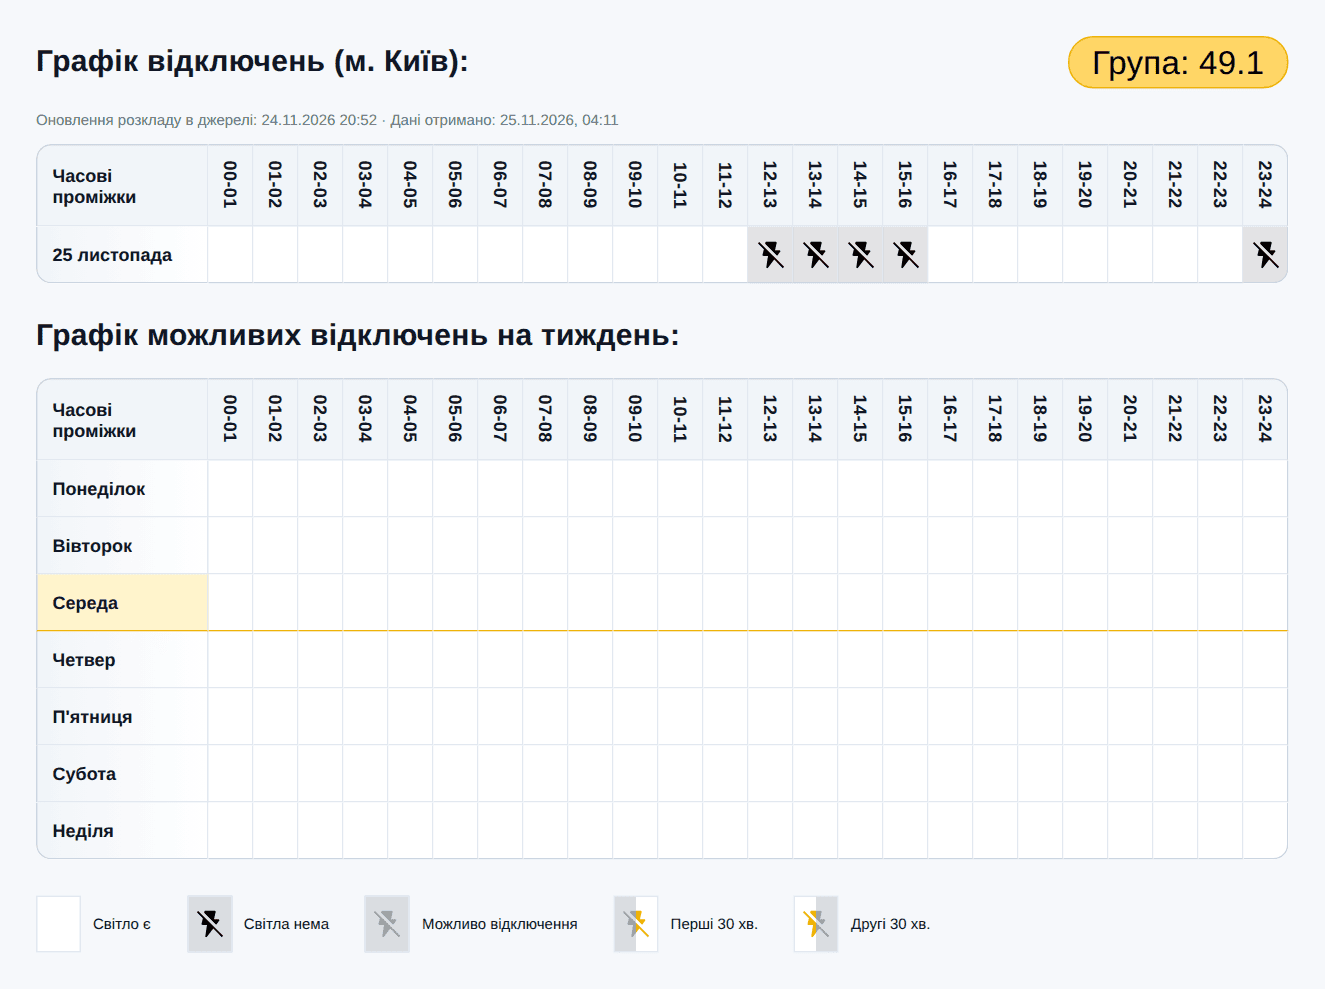 Графік відключень (м. Київ):
Група: 49.1
Оновлення розкладу в джерелі: 24.11.2026 20:52 · Дані отримано: 25.11.2026, 04:11
Часові проміжки 00-01 01-02 02-03 03-04 04-05 05-06 06-07 07-08 08-09 09-10 10-11 11-12 12-13 13-14 14-15 15-16 16-17 17-18 18-19 19-20 20-21 21-22 22-23 23-24
25 листопада
Графік можливих відключень на тиждень:
Часові проміжки 00-01 01-02 02-03 03-04 04-05 05-06 06-07 07-08 08-09 09-10 10-11 11-12 12-13 13-14 14-15 15-16 16-17 17-18 18-19 19-20 20-21 21-22 22-23 23-24
Понеділок
Вівторок
Середа
Четвер
П'ятниця
Субота
Неділя
Світло є Світла нема Можливо відключення Перші 30 хв. Другі 30 хв.